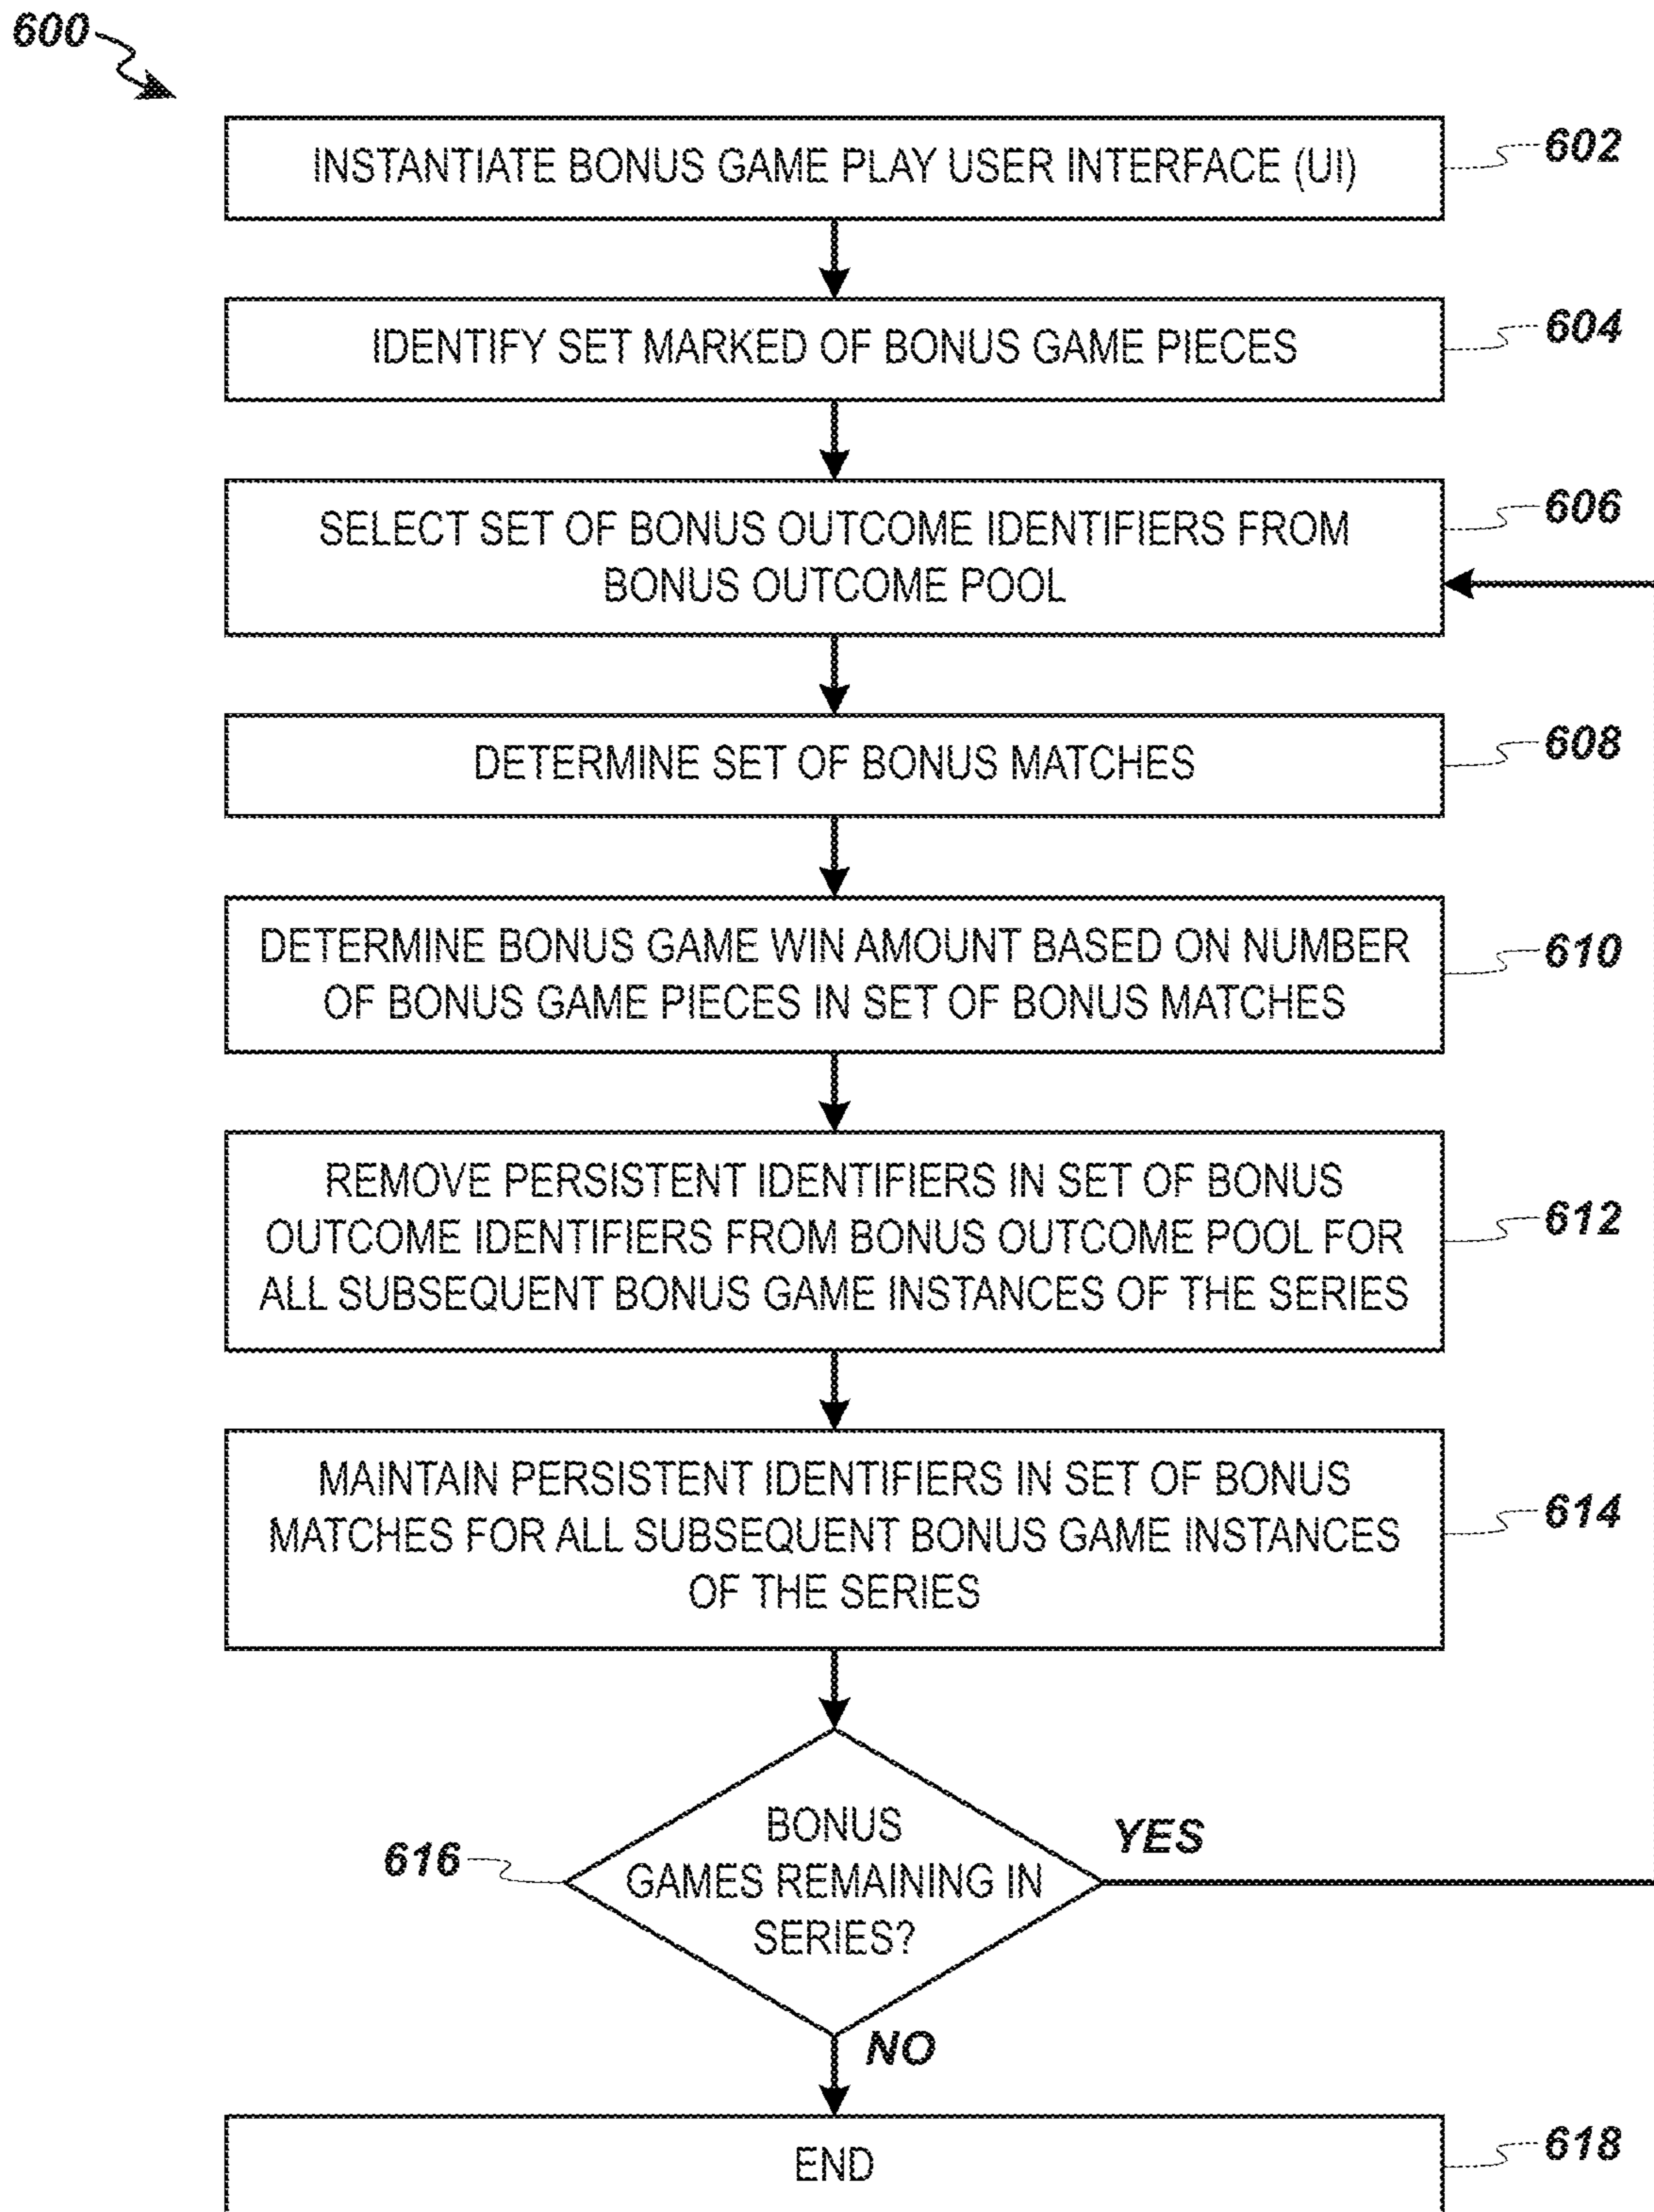 600
INSTANTIATE BONUS GAME PLAY USER INTERFACE (UI)
602
IDENTIFY SET MARKED OF BONUS GAME PIECES
604
SELECT SET OF BONUS OUTCOME IDENTIFIERS FROM
BONUS OUTCOME POOL
606
DETERMINE SET OF BONUS MATCHES
608
DETERMINE BONUS GAME WIN AMOUNT BASED ON NUMBER
OF BONUS GAME PIECES IN SET OF BONUS MATCHES
610
REMOVE PERSISTENT IDENTIFIERS IN SET OF BONUS
OUTCOME IDENTIFIERS FROM BONUS OUTCOME POOL FOR
ALL SUBSEQUENT BONUS GAME INSTANCES OF THE SERIES
612
MAINTAIN PERSISTENT IDENTIFIERS IN SET OF BONUS
MATCHES FOR ALL SUBSEQUENT BONUS GAME INSTANCES
OF THE SERIES
614
616
BONUS
GAMES REMAINING IN
SERIES?
YES
NO
END
618